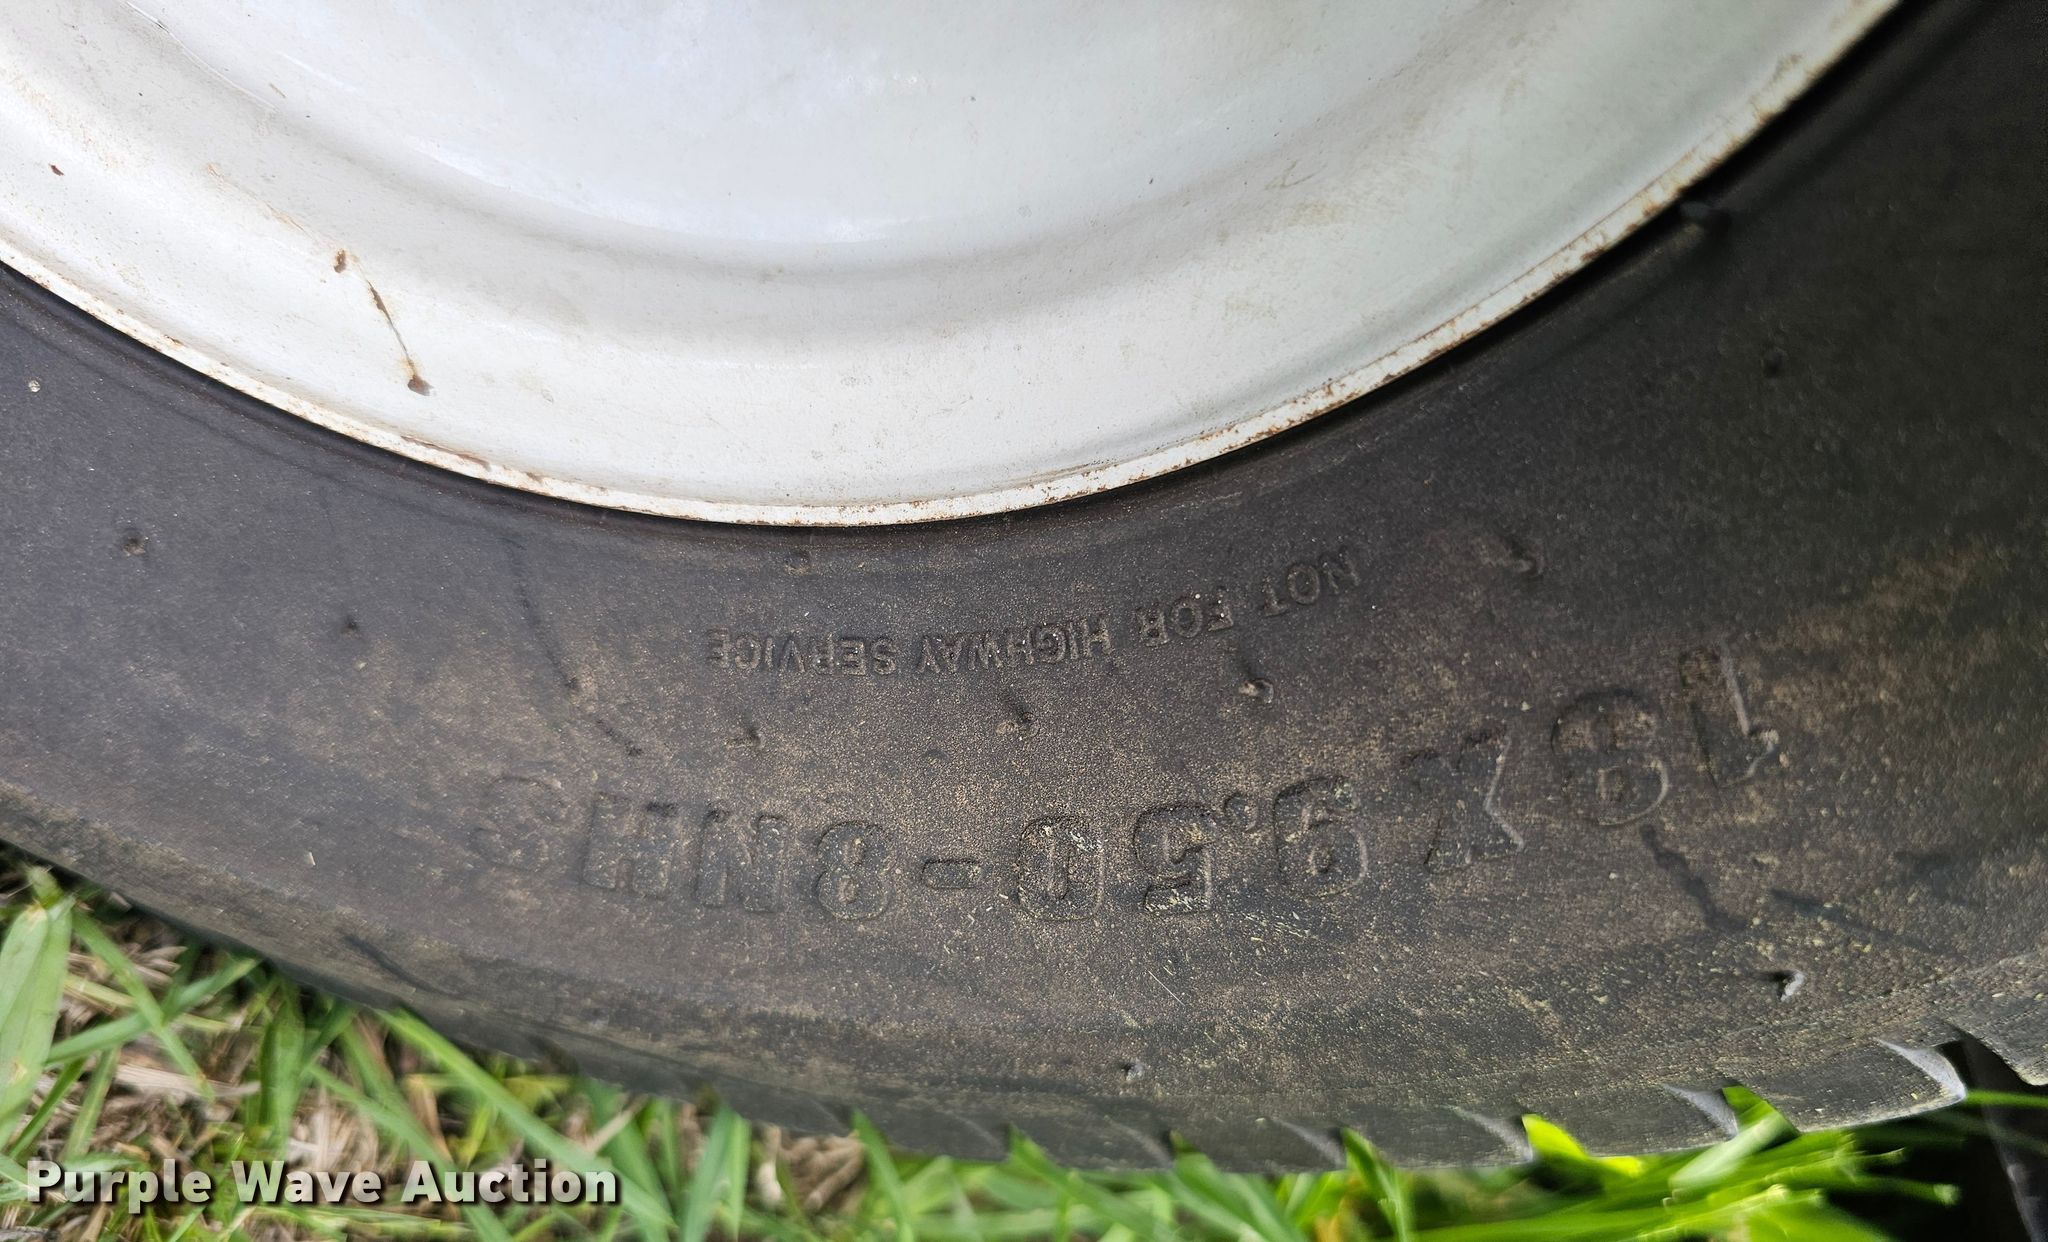 18X9.50-8NHS
NOT FOR HIGHWAY SERVICE
Purple Wave Auction